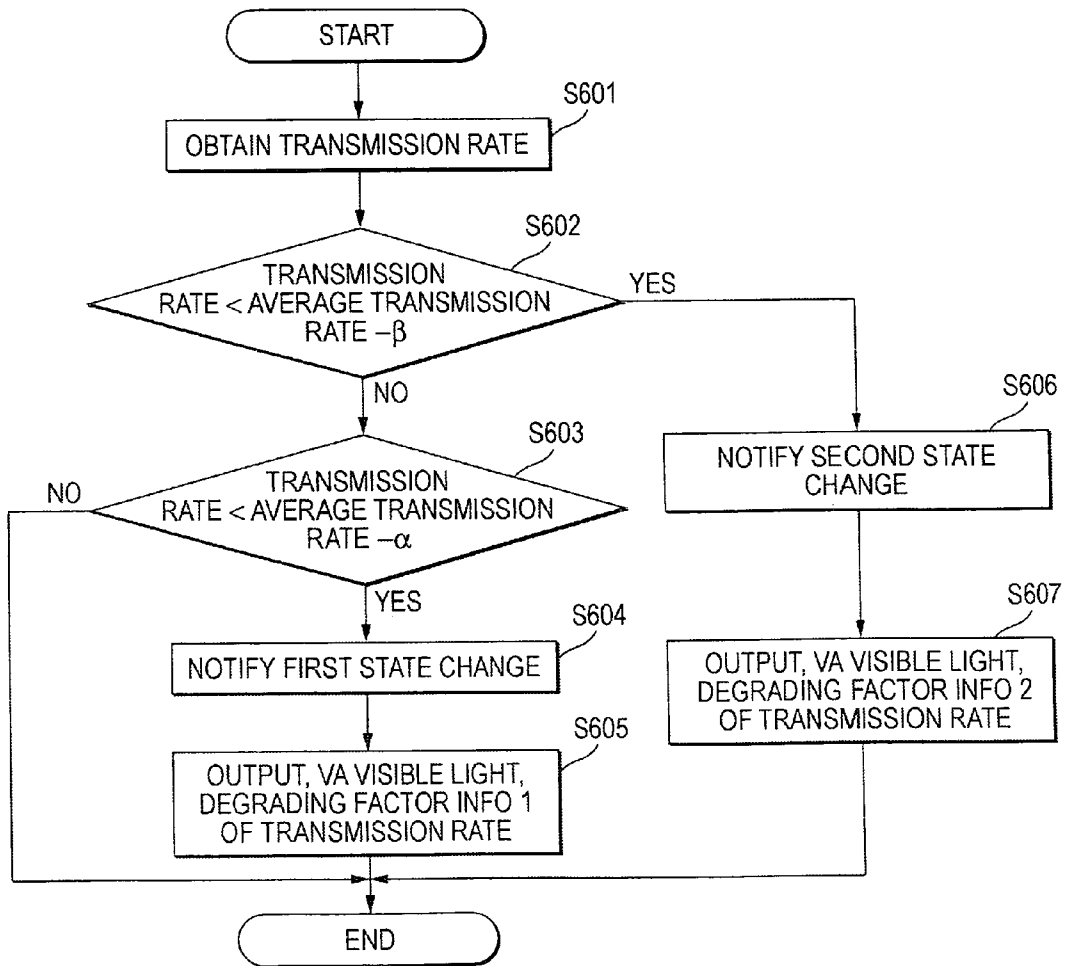 START
S601
OBTAIN TRANSMISSION RATE
S602
TRANSMISSION
RATE < AVERAGE TRANSMISSION
RATE –β
YES
NO
S603
TRANSMISSION
RATE < AVERAGE TRANSMISSION
RATE –α
NO
YES
S604
NOTIFY FIRST STATE CHANGE
S605
OUTPUT, VA VISIBLE LIGHT,
DEGRADING FACTOR INFO 1
OF TRANSMISSION RATE
S606
NOTIFY SECOND STATE
CHANGE
S607
OUTPUT, VA VISIBLE LIGHT,
DEGRADING FACTOR INFO 2
OF TRANSMISSION RATE
END